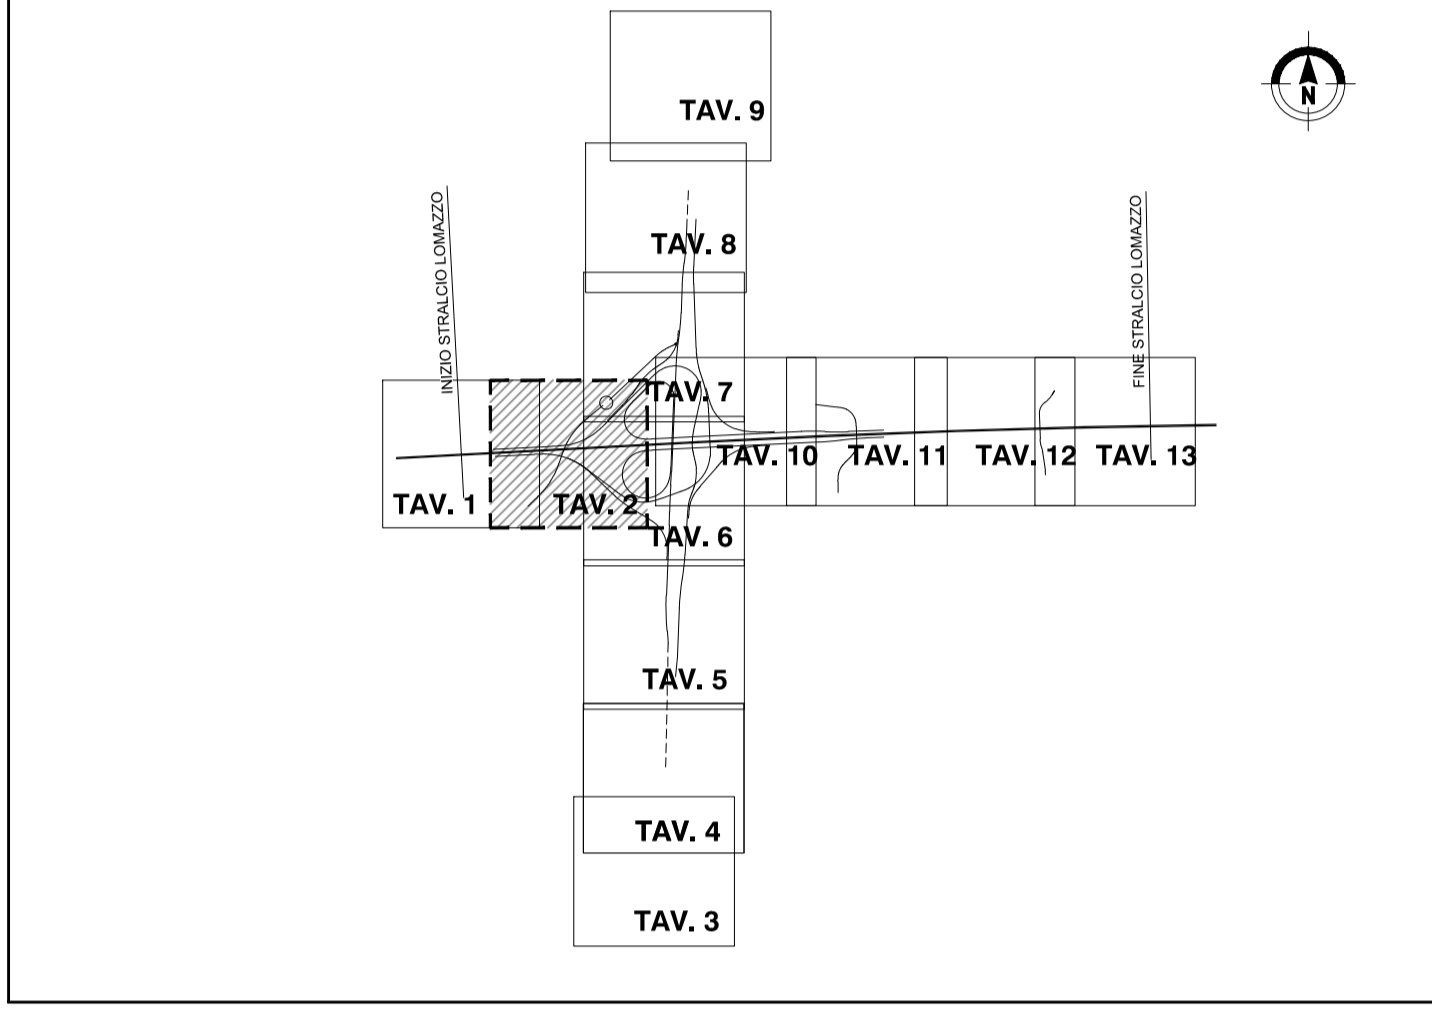 TAV. 9
N
TAV. 8
INIZIO STRALCIO LOMAZZO
FINE STRALCIO LOMAZZO
TAV. 7
TAV. 10
TAV. 11
TAV. 12
TAV. 13
TAV. 1
TAV. 2
TAV. 6
TAV. 5
TAV. 4
TAV. 3